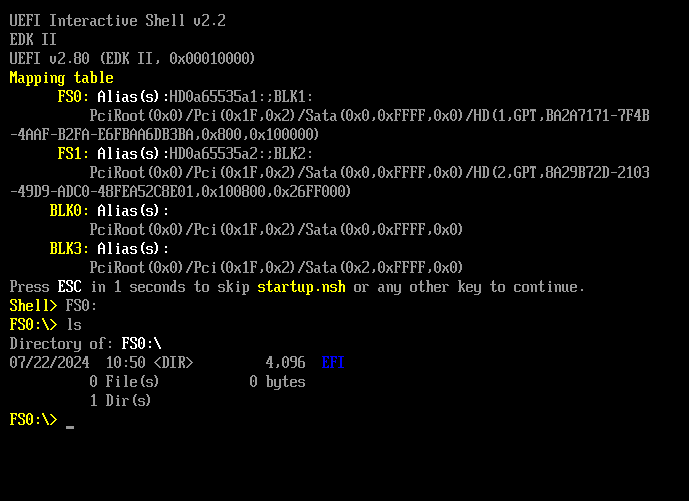 UEFI Interactive Shell v2.2
EDK II
UEFI v2.80 (EDK II, 0x00010000)
Mapping table
      FS0: Alias(s):HD0a65535a1:;BLK1:
          PciRoot(0x0)/Pci(0x1F,0x2)/Sata(0x0,0xFFFF,0x0)/HD(1,GPT,BA2A7171-7F4B
-4AAF-B2FA-E6FBAA6DB3BA,0x800,0x100000)
      FS1: Alias(s):HD0a65535a2:;BLK2:
          PciRoot(0x0)/Pci(0x1F,0x2)/Sata(0x0,0xFFFF,0x0)/HD(2,GPT,8A29B72D-2103
-49D9-ADC0-48FEA52C8E01,0x100800,0x26FF000)
     BLK0: Alias(s):
          PciRoot(0x0)/Pci(0x1F,0x2)/Sata(0x0,0xFFFF,0x0)
     BLK3: Alias(s):
          PciRoot(0x0)/Pci(0x1F,0x2)/Sata(0x2,0xFFFF,0x0)
Press ESC in 1 seconds to skip startup.nsh or any other key to continue.
Shell> FS0:
FS0:\> ls
Directory of: FS0:\
07/22/2024  10:50 <DIR>         4,096  EFI
          0 File(s)           0 bytes
          1 Dir(s)
FS0:\> _